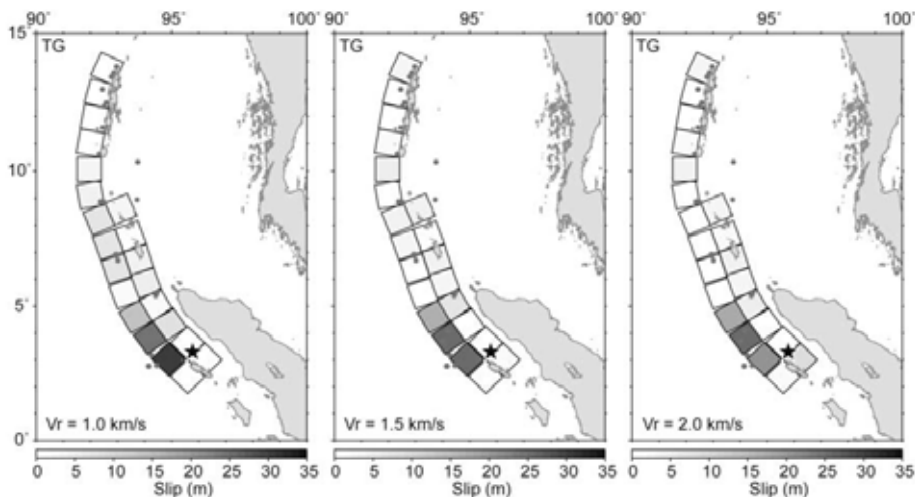 90° 95° 100° 90° 95° 100° 90° 95° 100°
15° TG TG TG
10°
5°
Vr = 1.0 km/s Vr = 1.5 km/s Vr = 2.0 km/s
0°
0 5 10 15 20 25 30 35 0 5 10 15 20 25 30 35 0 5 10 15 20 25 30 35
Slip (m) Slip (m) Slip (m)